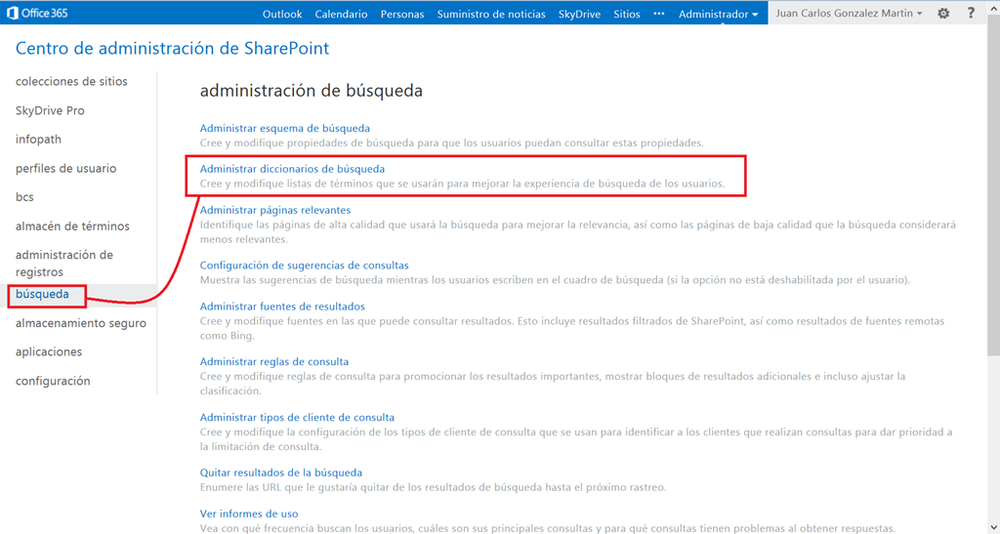 Office 365
Outlook Calendario Personas Suministro de noticias SkyDrive Sitios ··· Administrador Juan Carlos Gonzalez Martin ?
Centro de administración de SharePoint
colecciones de sitios
SkyDrive Pro
infopath
perfiles de usuario
bcs
almacén de términos
administración de
registros
búsqueda
almacenamiento seguro
aplicaciones
configuración
administración de búsqueda
Administrar esquema de búsqueda
Cree y modifique propiedades de búsqueda para que los usuarios puedan consultar estas propiedades.
Administrar diccionarios de búsqueda
Cree y modifique listas de términos que se usarán para mejorar la experiencia de búsqueda de los usuarios.
Administrar páginas relevantes
Identifique las páginas de alta calidad que usará la búsqueda para mejorar la relevancia, así como las páginas de baja calidad que la búsqueda considerará
menos relevantes.
Configuración de sugerencias de consultas
Muestra las sugerencias de búsqueda mientras los usuarios escriben en el cuadro de búsqueda (si la opción no está deshabilitada por el usuario).
Administrar fuentes de resultados
Cree y modifique fuentes en las que puede consultar resultados. Esto incluye resultados filtrados de SharePoint, así como resultados de fuentes remotas
como Bing.
Administrar reglas de consulta
Cree y modifique reglas de consulta para promocionar los resultados importantes, mostrar bloques de resultados adicionales e incluso ajustar la
clasificación.
Administrar tipos de cliente de consulta
Cree y modifique la configuración de los tipos de cliente de consulta que se usan para identificar a los clientes que realizan consultas para dar prioridad a
la limitación de consulta.
Quitar resultados de la búsqueda
Enumere las URL que le gustaría quitar de los resultados de búsqueda hasta el próximo rastreo.
Ver informes de uso
Vea con qué frecuencia buscan los usuarios, cuáles son sus principales consultas y para qué consultas tienen problemas al obtener respuestas.